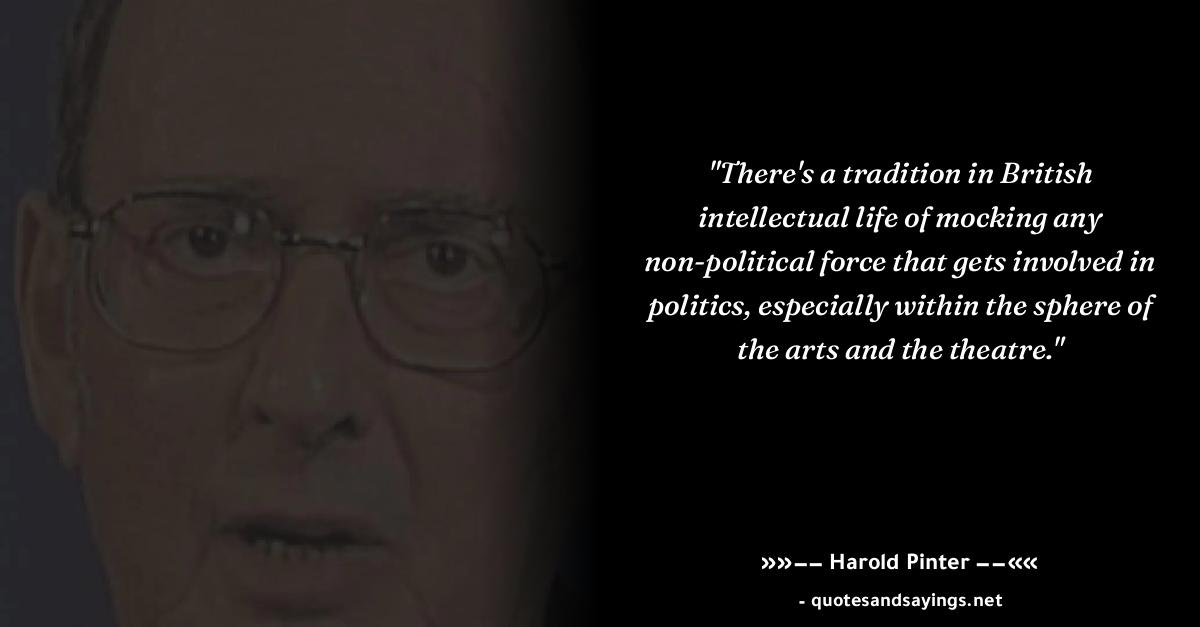 "There's a tradition in British
intellectual life of mocking any
non-political force that gets involved in
politics, especially within the sphere of
the arts and the theatre."
»»–– Harold Pinter ––««
- quotesandsayings.net